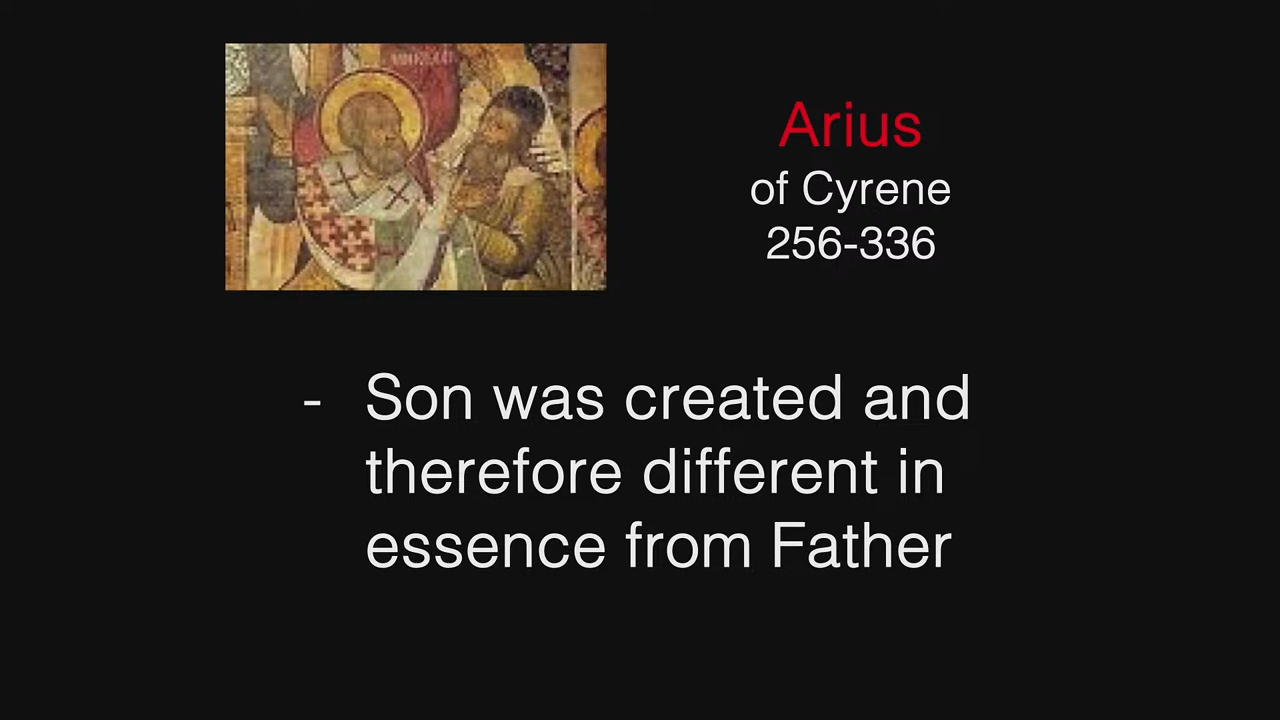 Arius
of Cyrene
256-336
- Son was created and
therefore different in
essence from Father